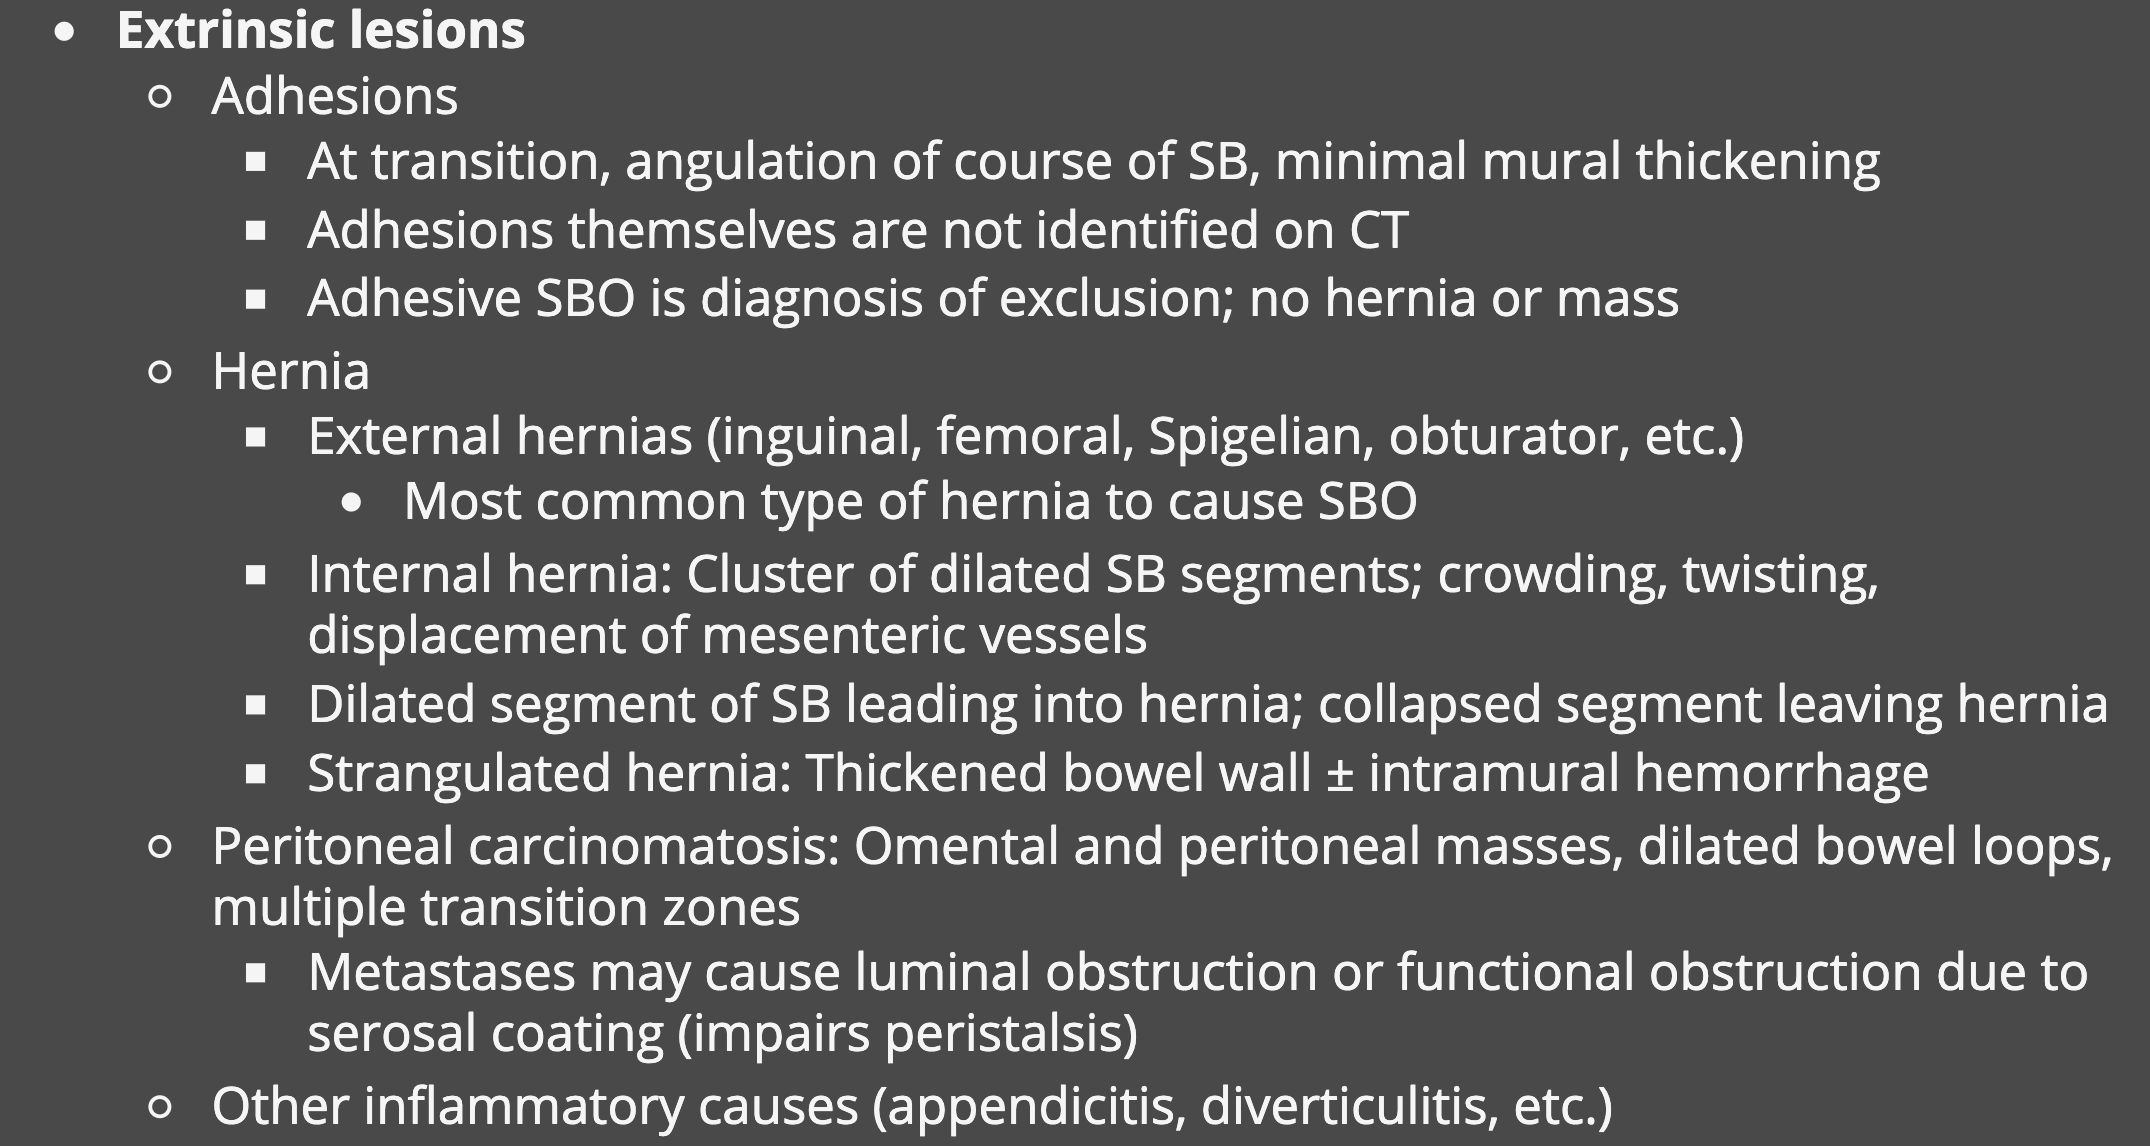 Extrinsic lesions
Adhesions
At transition, angulation of course of SB, minimal mural thickening
Adhesions themselves are not identified on CT
Adhesive SBO is diagnosis of exclusion; no hernia or mass
Hernia
External hernias (inguinal, femoral, Spigelian, obturator, etc.)
Most common type of hernia to cause SBO
Internal hernia: Cluster of dilated SB segments; crowding, twisting,
displacement of mesenteric vessels
Dilated segment of SB leading into hernia; collapsed segment leaving hernia
Strangulated hernia: Thickened bowel wall ± intramural hemorrhage
Peritoneal carcinomatosis: Omental and peritoneal masses, dilated bowel loops,
multiple transition zones
Metastases may cause luminal obstruction or functional obstruction due to
serosal coating (impairs peristalsis)
Other inflammatory causes (appendicitis, diverticulitis, etc.)